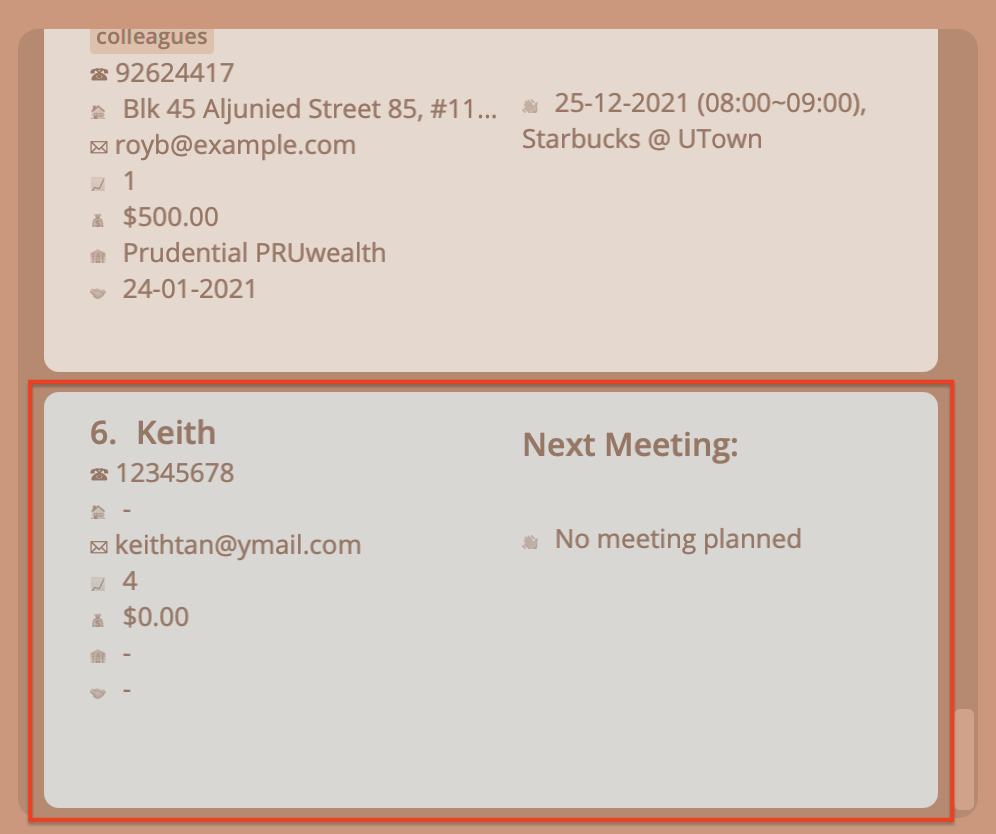 colleagues
92624417
Blk 45 Aljunied Street 85, #11...
royb@example.com
1
$500.00
Prudential PRUwealth
24-01-2021
25-12-2021 (08:00~09:00),
Starbucks @ UTown
6. Keith
12345678
-
keithtan@ymail.com
4
$0.00
-
-
Next Meeting:
No meeting planned